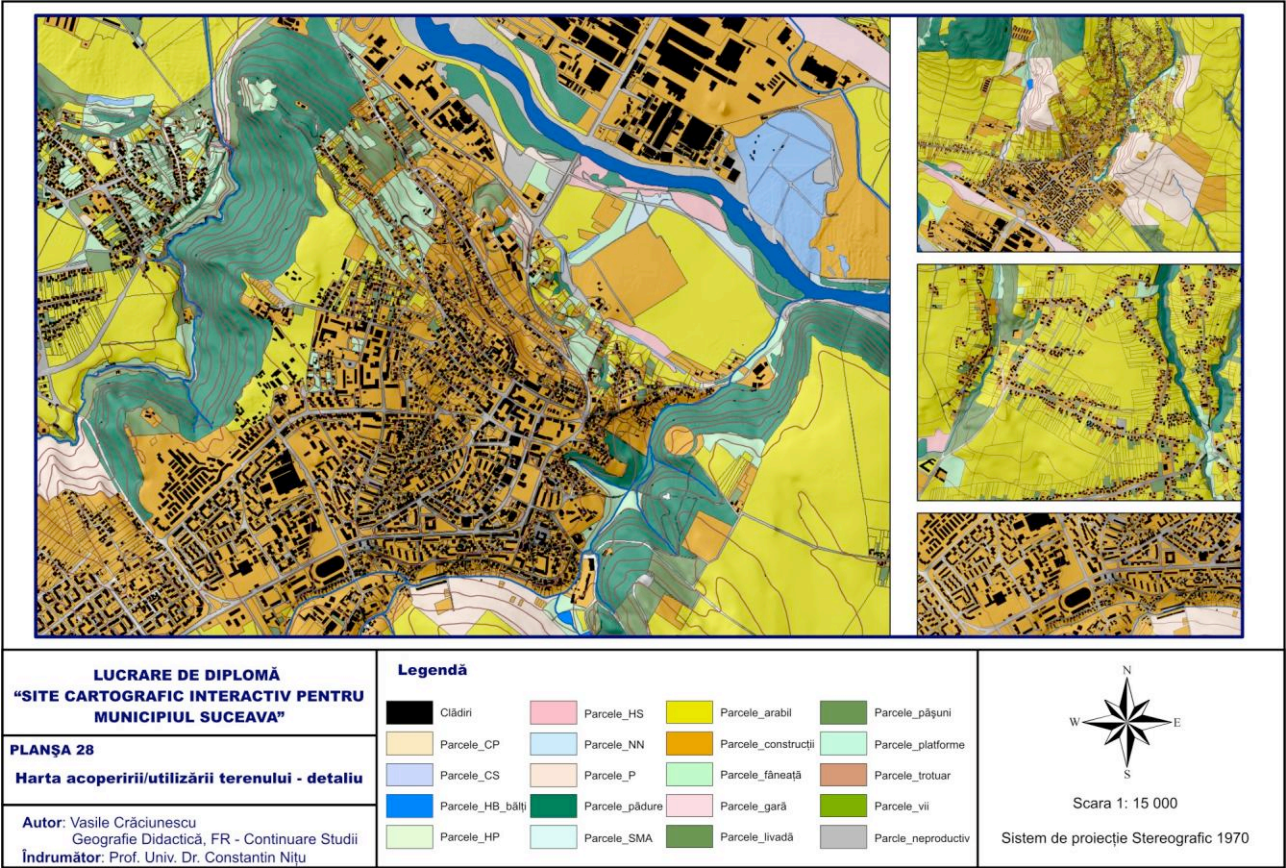 LUCRARE DE DIPLOMĂ
“SITE CARTOGRAFIC INTERACTIV PENTRU
MUNICIPIUL SUCEAVA”
PLANŞA 28
Harta acoperirii/utilizării terenului - detaliu
Autor: Vasile Crăciunescu
Geografie Didactică, FR - Continuare Studii
Îndrumător: Prof. Univ. Dr. Constantin Niţu
Legendă
Clădiri
Parcele_CP
Parcele_CS
Parcele_HB_bălţi
Parcele_HP
Parcele_HS
Parcele_NN
Parcele_P
Parcele_pădure
Parcele_SMA
Parcele_arabil
Parcele_construcţii
Parcele_fâneaţă
Parcele_gară
Parcele_livadă
Parcele_păşuni
Parcele_platforme
Parcele_trotuar
Parcele_vii
Parcle_neproductiv
N
W E
S
Scara 1: 15 000
Sistem de proiecţie Stereografic 1970